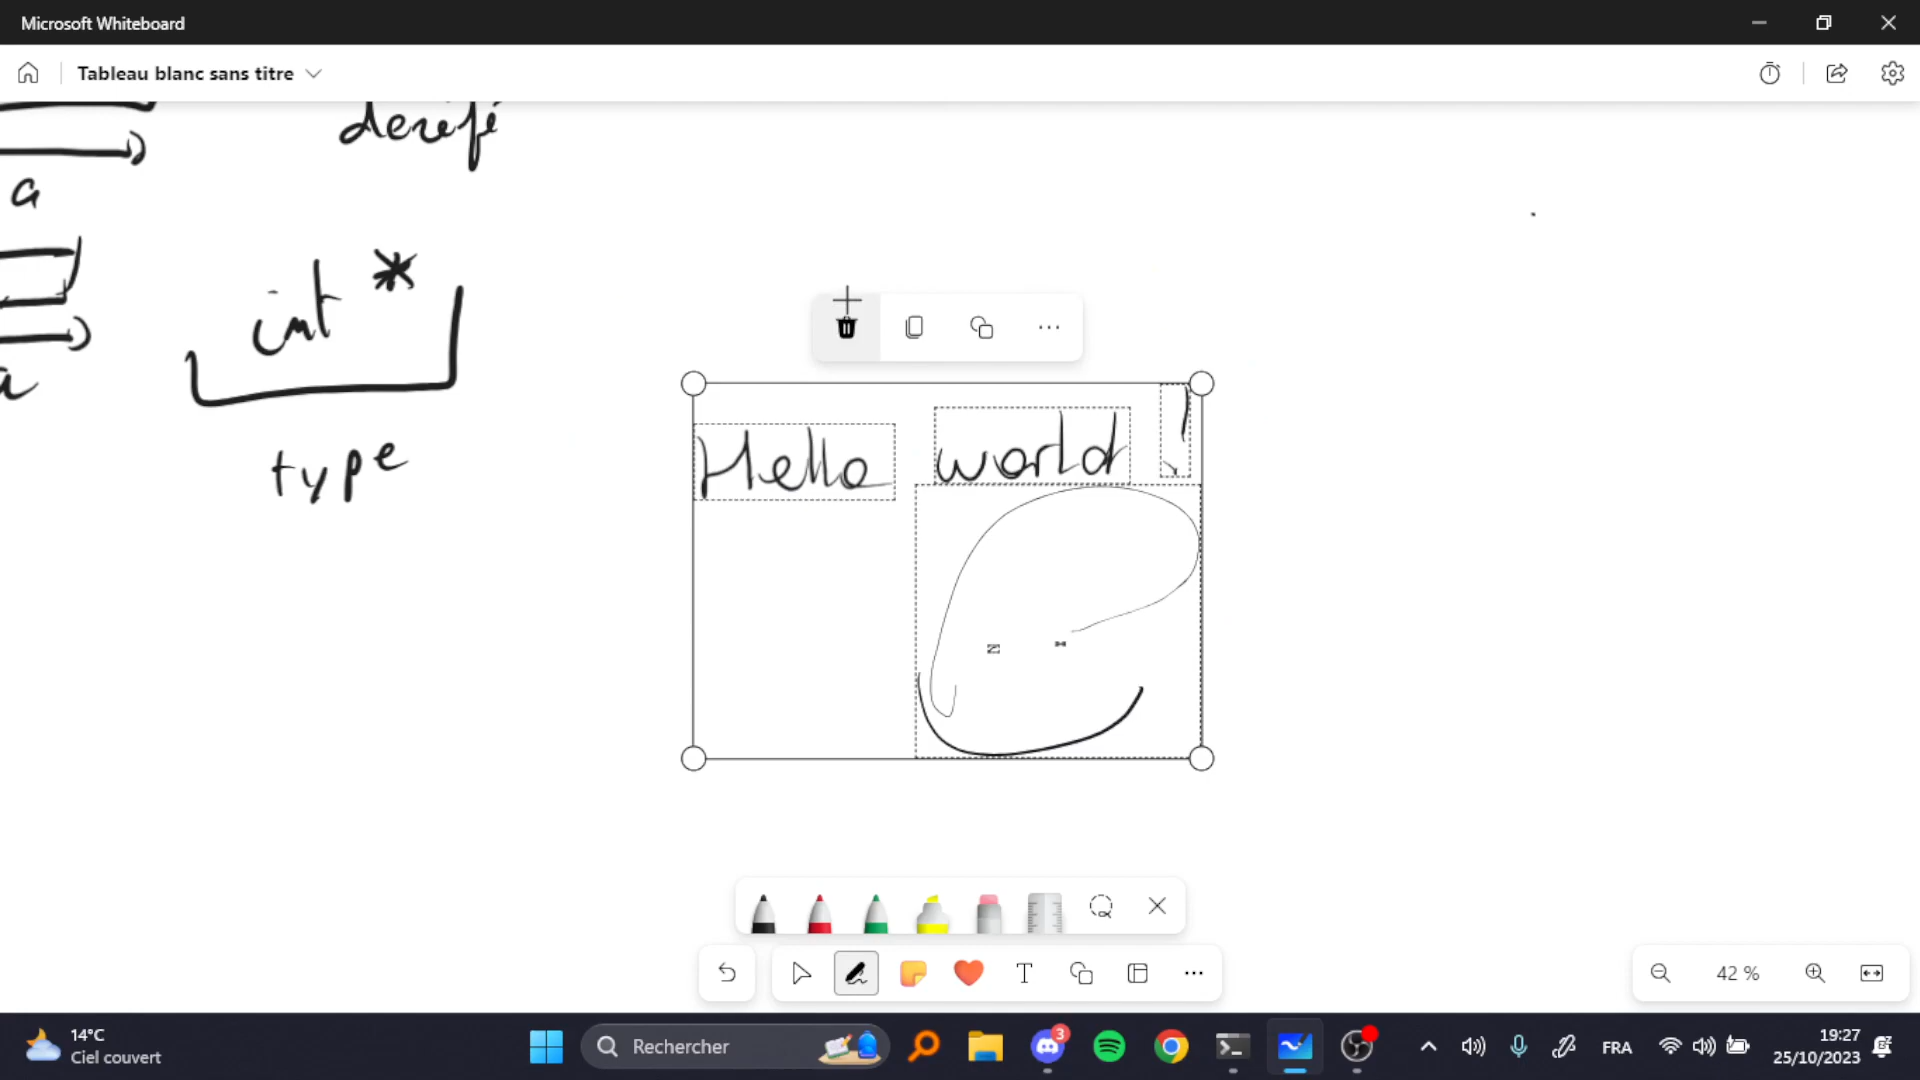 Microsoft Whiteboard
Tableau blanc sans titre
a
int *
type
Hello world !
42 %
14°C
Ciel couvert
Rechercher
3
FRA
19:27
25/10/2023